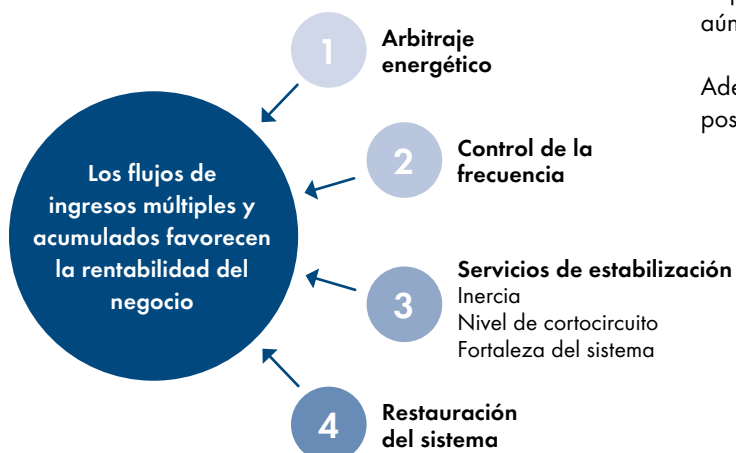 Los flujos de
ingresos múltiples y
acumulados favorecen
la rentabilidad del
negocio
1
Arbitraje
energético
2
Control de la
frecuencia
3
Servicios de estabilización
Inercia
Nivel de cortocircuito
Fortaleza del sistema
4
Restauración
del sistema
aún
Ade
pos